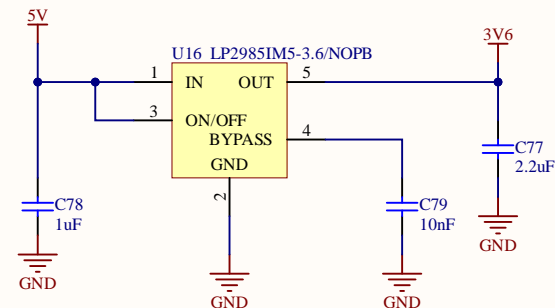 5V
3V6
U16 LP2985IM5-3.6/NOPB
1 IN OUT 5
3 ON/OFF
BYPASS 4
GND
2
C77
2.2uF
C78
1uF
C79
10nF
GND
GND
GND
GND